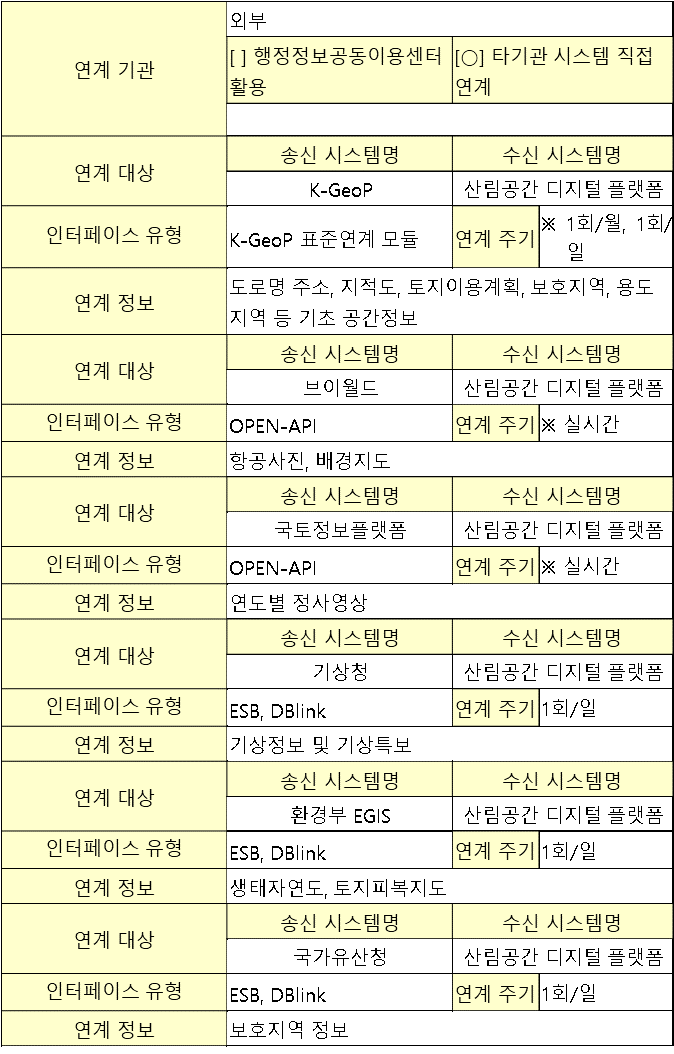 외부
연계 기관
[ ] 행정정보공동이용센터 활용
[○] 타기관 시스템 직접 연계
연계 대상
송신 시스템명
수신 시스템명
K-GeoP
산림공간 디지털 플랫폼
인터페이스 유형
K-GeoP 표준연계 모듈
연계 주기
※ 1회/월, 1회/일
연계 정보
도로명 주소, 지적도, 토지이용계획, 보호지역, 용도
지역 등 기초 공간정보
연계 대상
송신 시스템명
수신 시스템명
브이월드
산림공간 디지털 플랫폼
인터페이스 유형
OPEN-API
연계 주기
※ 실시간
연계 정보
항공사진, 배경지도
연계 대상
송신 시스템명
수신 시스템명
국토정보플랫폼
산림공간 디지털 플랫폼
인터페이스 유형
OPEN-API
연계 주기
※ 실시간
연계 정보
연도별 정사영상
연계 대상
송신 시스템명
수신 시스템명
기상청
산림공간 디지털 플랫폼
인터페이스 유형
ESB, DBlink
연계 주기
1회/일
연계 정보
기상정보 및 기상특보
연계 대상
송신 시스템명
수신 시스템명
환경부 EGIS
산림공간 디지털 플랫폼
인터페이스 유형
ESB, DBlink
연계 주기
1회/일
연계 정보
생태자연도, 토지피복지도
연계 대상
송신 시스템명
수신 시스템명
국가유산청
산림공간 디지털 플랫폼
인터페이스 유형
ESB, DBlink
연계 주기
1회/일
연계 정보
보호지역 정보